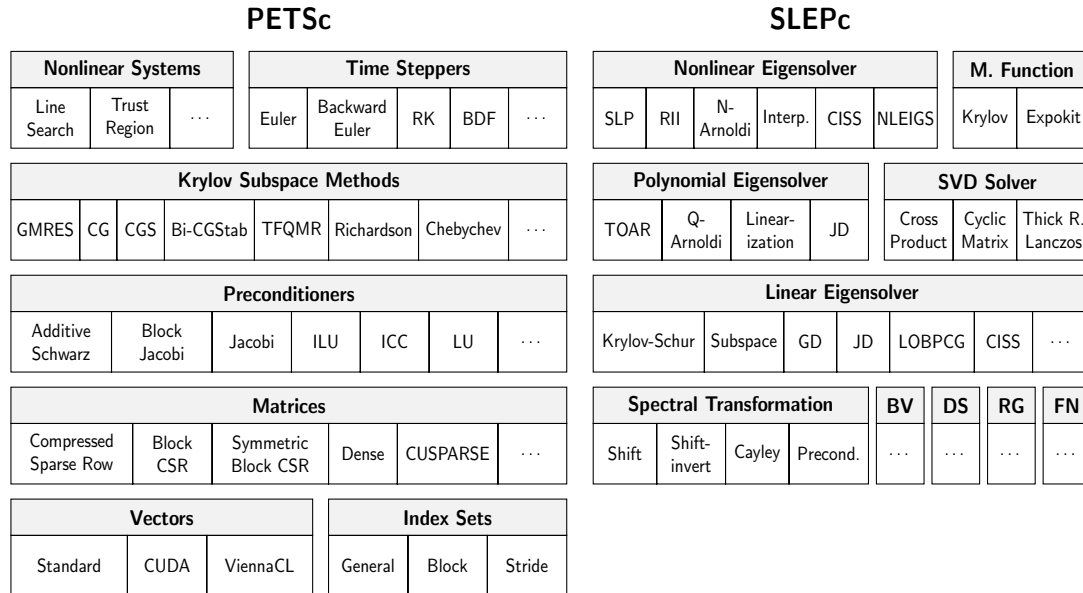 PETSc
Nonlinear Systems
Line
Search
Trust
Region
···
Time Steppers
Euler
Backward
Euler
RK
BDF
···
Krylov Subspace Methods
GMRES
CG
CGS
Bi-CGStab
TFQMR
Richardson
Chebychev
···
Preconditioners
Additive
Schwarz
Block
Jacobi
Jacobi
ILU
ICC
LU
···
Matrices
Compressed
Sparse Row
Block
CSR
Symmetric
Block CSR
Dense
CUSPARSE
···
Vectors
Standard
CUDA
ViennaCL
Index Sets
General
Block
Stride
SLEPc
Nonlinear Eigensolver
SLP
RII
N-
Arnoldi
Interp.
CISS
NLEIGS
M. Function
Krylov
Expokit
Polynomial Eigensolver
TOAR
Q-
Arnoldi
Linear-
ization
JD
SVD Solver
Cross
Product
Cyclic
Matrix
Thick R.
Lanczos
Linear Eigensolver
Krylov-Schur
Subspace
GD
JD
LOBPCG
CISS
···
Spectral Transformation
Shift
Shift-
invert
Cayley
Precond.
BV
···
DS
···
RG
···
FN
···